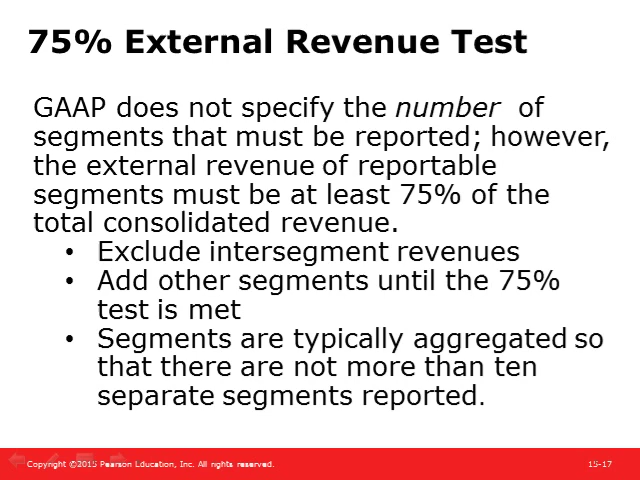 75% External Revenue Test
GAAP does not specify the number of
segments that must be reported; however,
the external revenue of reportable
segments must be at least 75% of the
total consolidated revenue.
• Exclude intersegment revenues
• Add other segments until the 75%
test is met
• Segments are typically aggregated so
that there are not more than ten
separate segments reported.
Copyright ©2015 Pearson Education, Inc. All rights reserved.
15-17